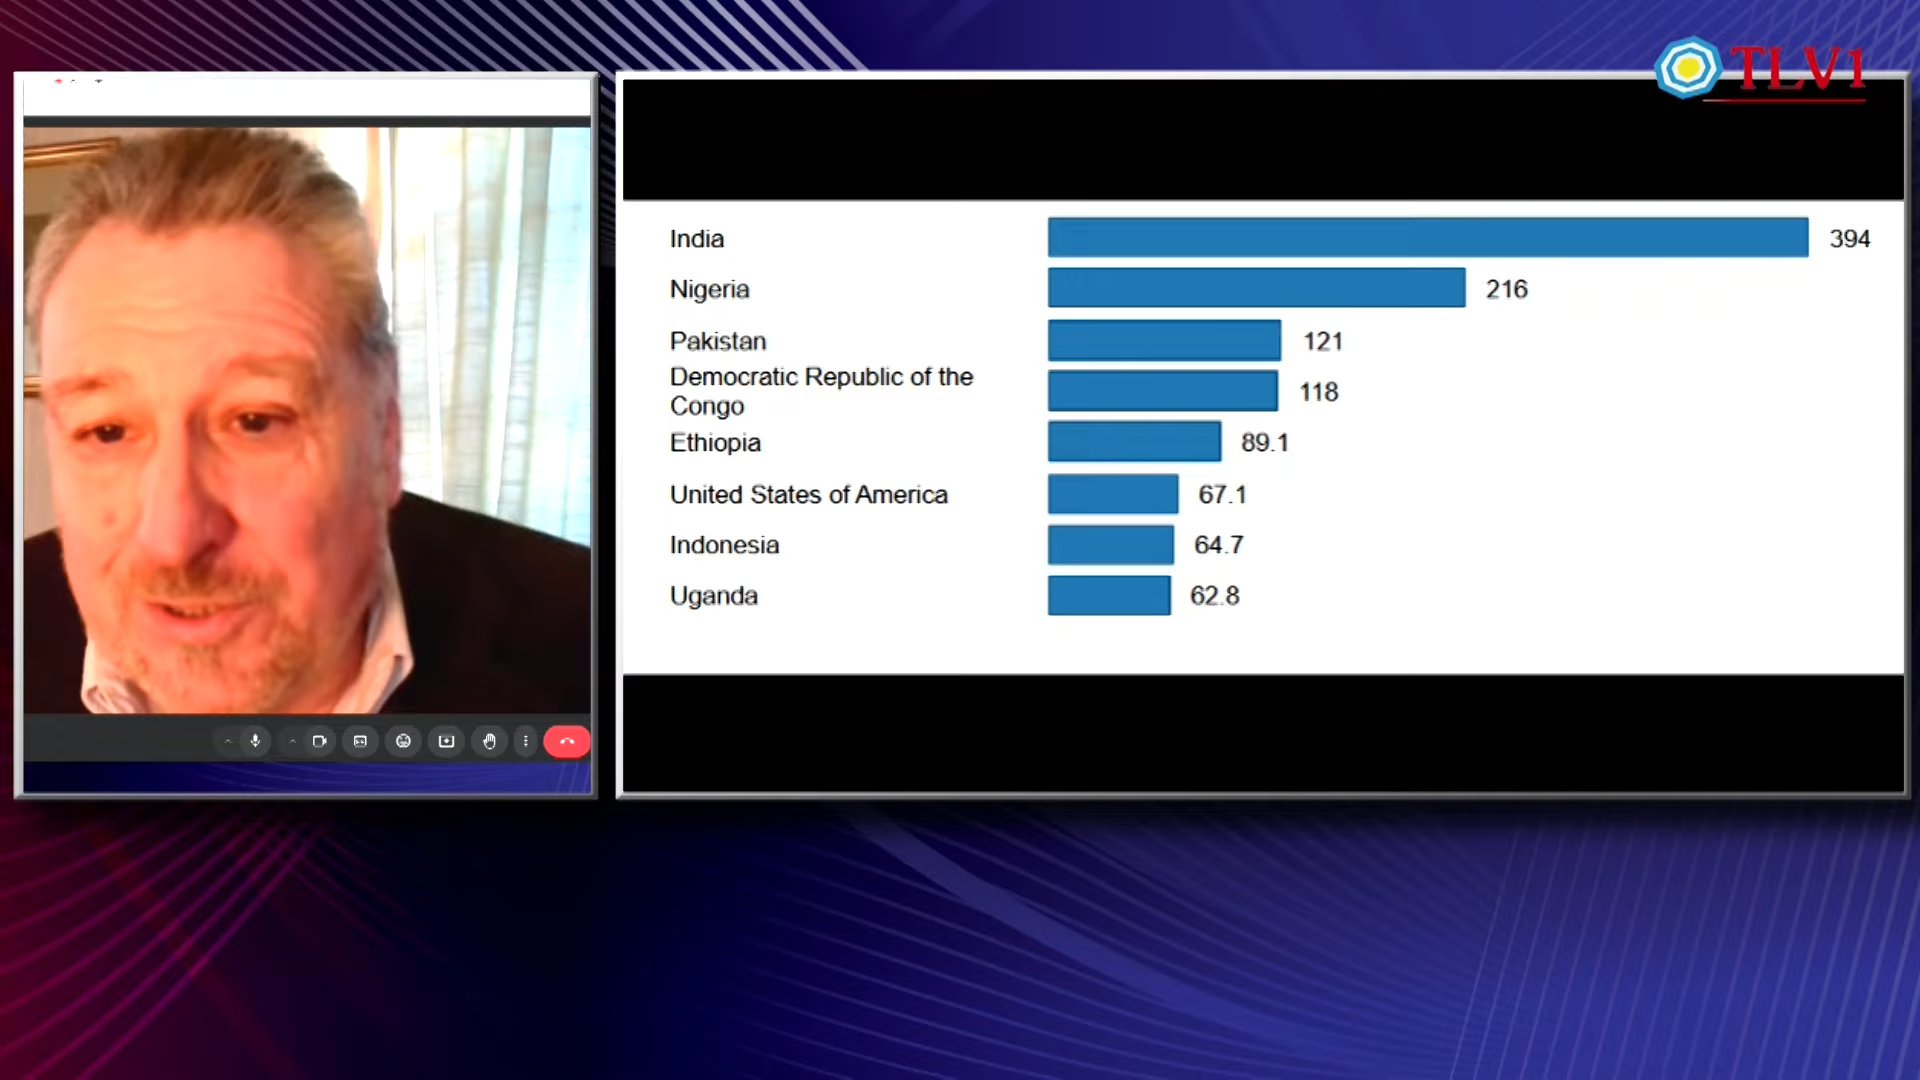 TLV1
India 394
Nigeria 216
Pakistan 121
Democratic Republic of the
Congo 118
Ethiopia 89.1
United States of America 67.1
Indonesia 64.7
Uganda 62.8